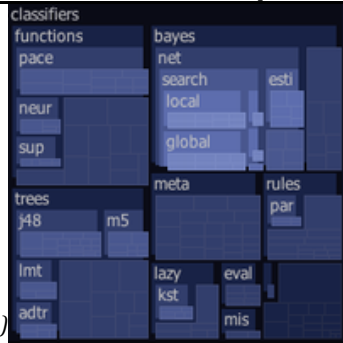 classifiers
functions bayes
pace net
search esti
local
neur
global
sup
trees meta rules
j48 m5 par
lmt lazy eval
kst
adtr mis
)